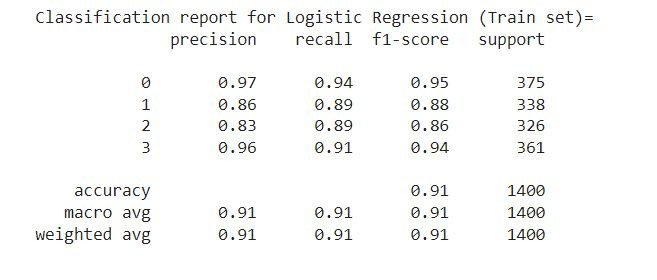 Classification report for Logistic Regression (Train set)=
precision recall f1-score support
0 0.97 0.94 0.95 375
1 0.86 0.89 0.88 338
2 0.83 0.89 0.86 326
3 0.96 0.91 0.94 361
accuracy 0.91 1400
macro avg 0.91 0.91 0.91 1400
weighted avg 0.91 0.91 0.91 1400